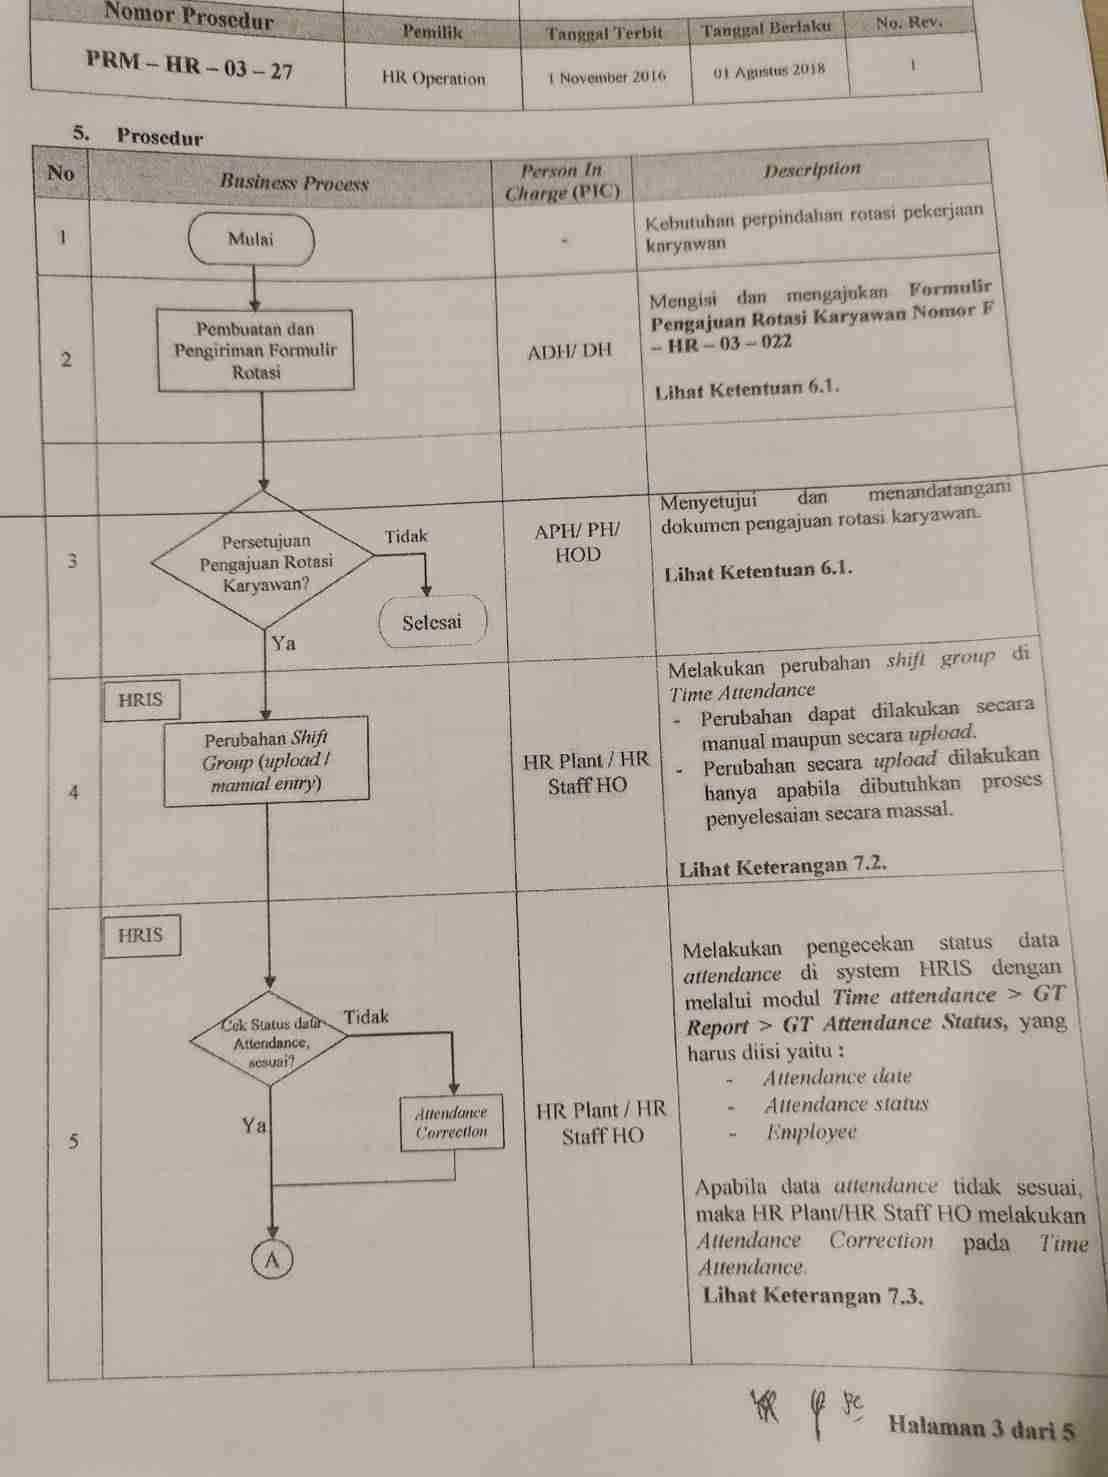 Nomor Prosedur
Pemilik
Tanggal Terbit
Tanggal Berlaku
No. Rev.
PRM – HR – 03 – 27
HR Operation
1 November 2016
01 Agustus 2018
1
5. Prosedur
No
Business Process
Person In
Charge (PIC)
Description
1
Mulai
-
Kebutuhan perpindahan rotasi pekerjaan
karyawan
2
Pembuatan dan
Pengiriman Formulir
Rotasi
ADH/ DH
Mengisi dan mengajukan Formulir
Pengajuan Rotasi Karyawan Nomor F
– HR – 03 – 022
Lihat Ketentuan 6.1.
3
Persetujuan
Pengajuan Rotasi
Karyawan?
Tidak
Selesai
Ya
APH/ PH/
HOD
Menyetujui dan menandatangani
dokumen pengajuan rotasi karyawan.
Lihat Ketentuan 6.1.
4
HRIS
Perubahan Shift
Group (upload /
manual entry)
HR Plant / HR
Staff HO
Melakukan perubahan shift group di
Time Attendance
- Perubahan dapat dilakukan secara
manual maupun secara upload.
- Perubahan secara upload dilakukan
hanya apabila dibutuhkan proses
penyelesaian secara massal.
Lihat Keterangan 7.2.
5
HRIS
Cek Status data
Attendance,
sesuai?
Tidak
Attendance
Correction
Ya
A
HR Plant / HR
Staff HO
Melakukan pengecekan status data
attendance di system HRIS dengan
melalui modul Time attendance > GT
Report > GT Attendance Status, yang
harus diisi yaitu :
- Attendance date
- Attendance status
- Employee
Apabila data attendance tidak sesuai,
maka HR Plant/HR Staff HO melakukan
Attendance Correction pada Time
Attendance.
Lihat Keterangan 7.3.
Halaman 3 dari 5